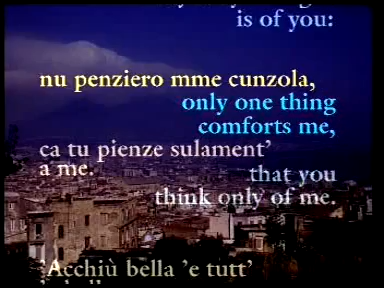 is of you:
nu penziero mme cunzola,
only one thing
comforts me,
ca tu pienze sulament’
a me.
that you
think only of me.
’Acchiù bella ’e tutt’